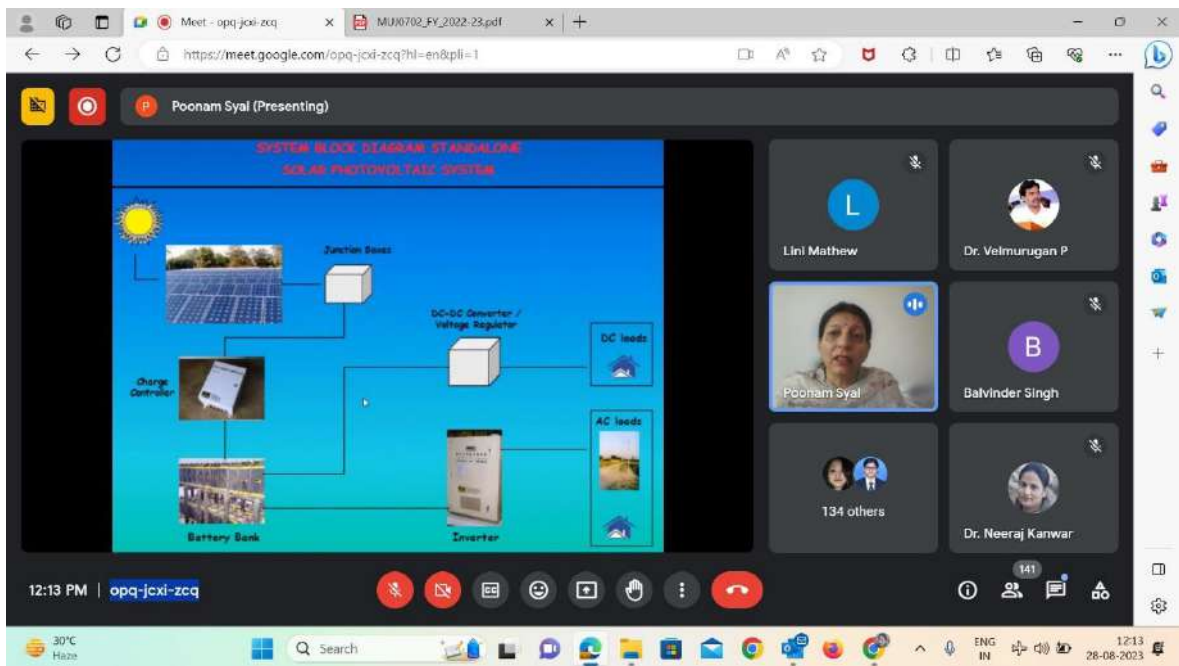 Meet - opq-jcxi-zcq
MUJ0702_FY_2022-23.pdf
https://meet.google.com/opq-jcxi-zcq?hl=en&pli=1
P
Poonam Syal (Presenting)
SYSTEM BLOCK DIAGRAM STANDALONE
SOLAR PHOTOVOLTAIC SYSTEM
Junction Boxes
DC-DC Converter /
Voltage Regulator
DC loads
Charge
Controller
AC loads
Battery Bank
Inverter
L
Lini Mathew
Dr. Velmurugan P
Poonam Syal
B
Balvinder Singh
134 others
Dr. Neeraj Kanwar
12:13 PM | opq-jcxi-zcq
CC
141
30°C
Haze
Search
ENG
IN
12:13
28-08-2023